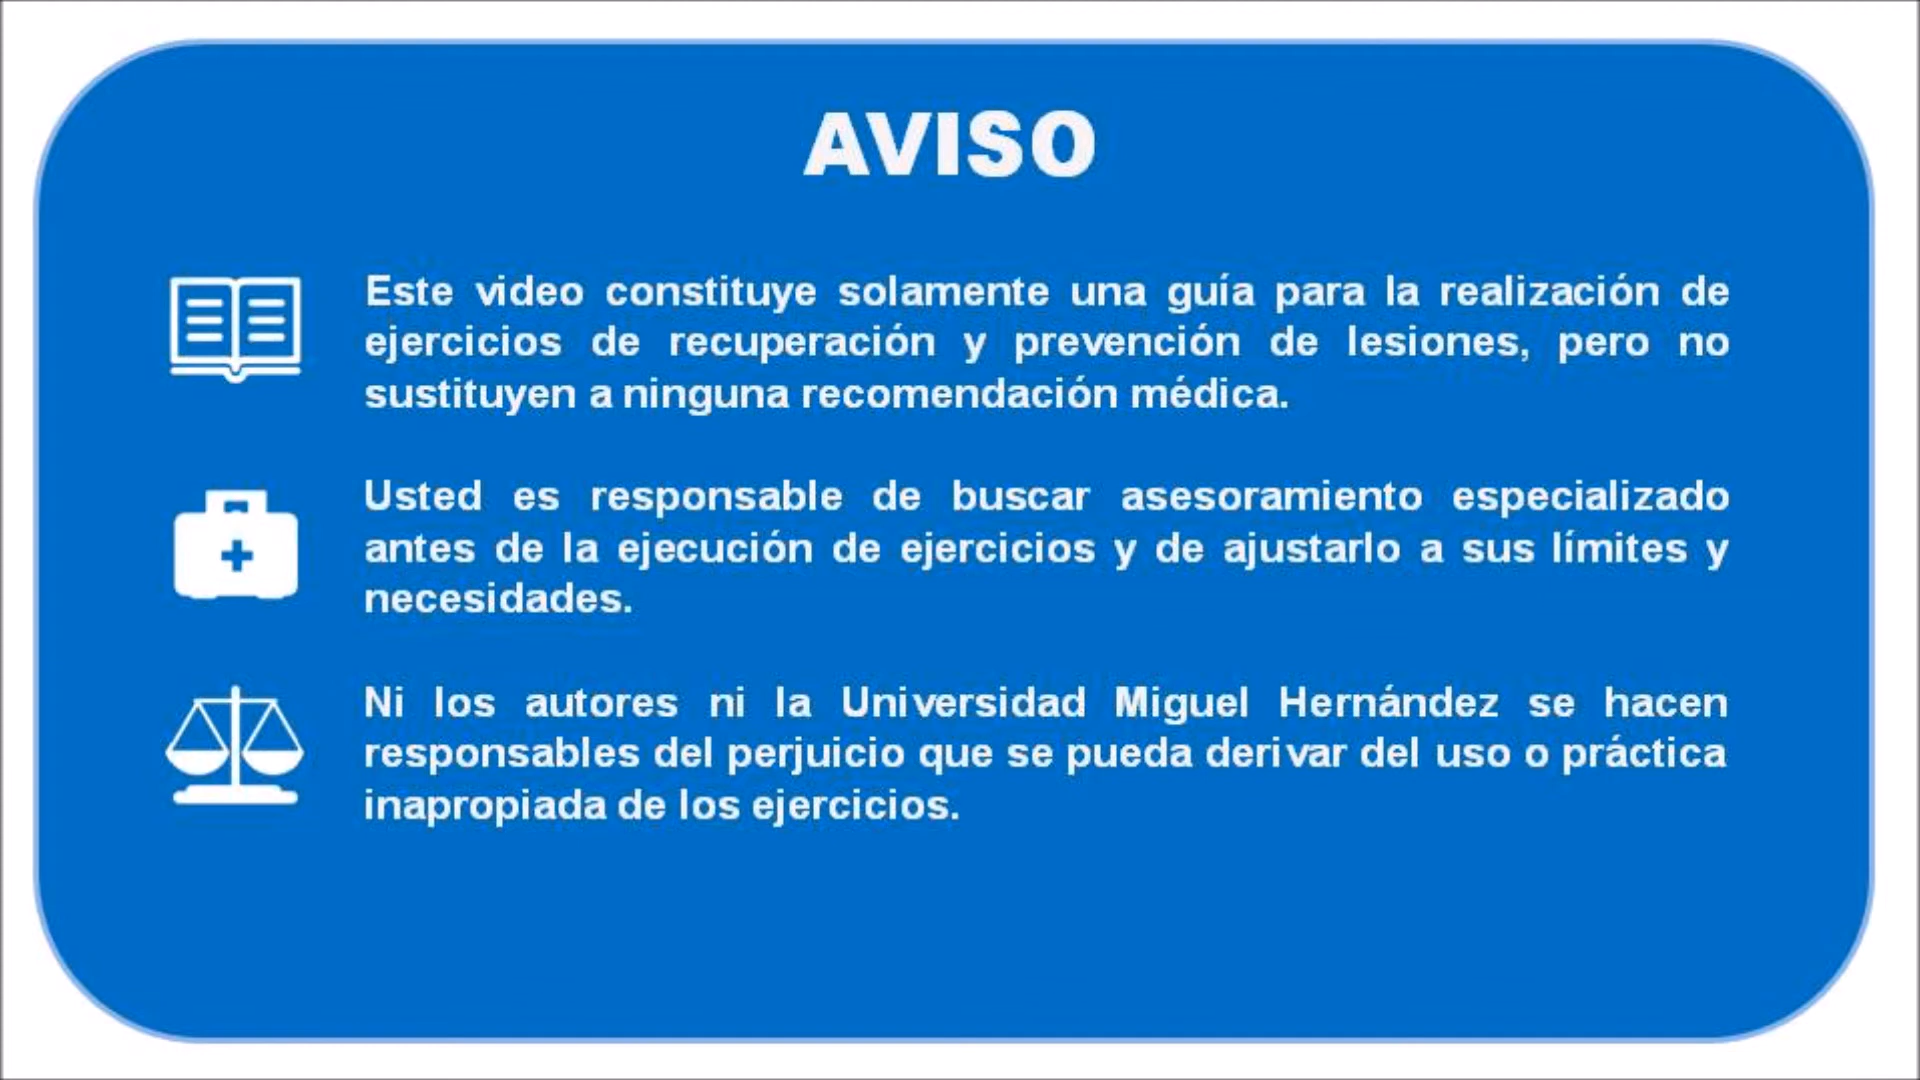 AVISO
Este video constituye solamente una guía para la realización de
ejercicios de recuperación y prevención de lesiones, pero no
sustituyen a ninguna recomendación médica.
Usted es responsable de buscar asesoramiento especializado
antes de la ejecución de ejercicios y de ajustarlo a sus límites y
necesidades.
Ni los autores ni la Universidad Miguel Hernández se hacen
responsables del perjuicio que se pueda derivar del uso o práctica
inapropiada de los ejercicios.